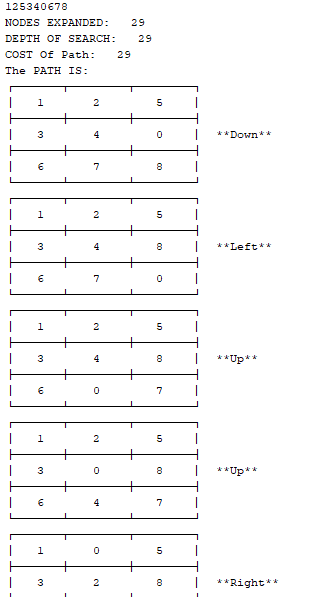 125340678
NODES EXPANDED: 29
DEPTH OF SEARCH: 29
COST Of Path: 29
The PATH IS:
1 2 5
3 4 0 **Down**
6 7 8
1 2 5
3 4 8 **Left**
6 7 0
1 2 5
3 4 8 **Up**
6 0 7
1 2 5
3 0 8 **Up**
6 4 7
1 0 5
3 2 8 **Right**